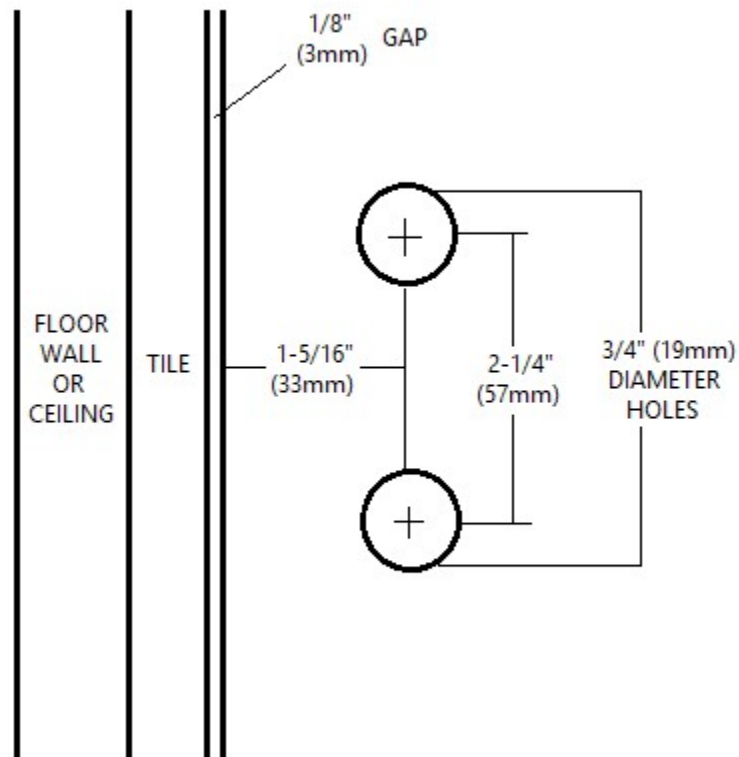 1/8"
(3mm) GAP
FLOOR
WALL
OR
CEILING
TILE
1-5/16"
(33mm)
2-1/4"
(57mm)
3/4" (19mm)
DIAMETER
HOLES